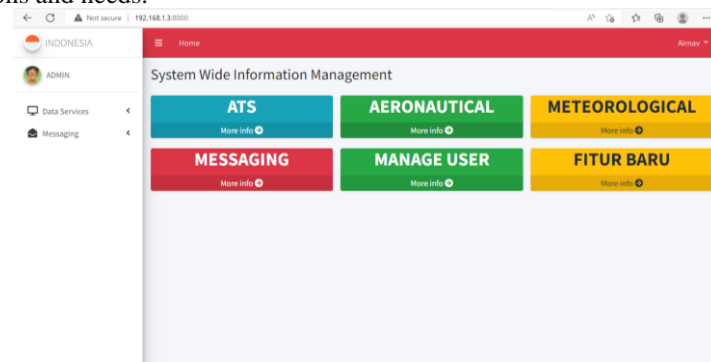 ons and needs.
Not secure | 192.168.1.3:8000
INDONESIA
Home
Airnav
ADMIN
System Wide Information Management
Data Services
Messaging
ATS
More info
AERONAUTICAL
More info
METEOROLOGICAL
More info
MESSAGING
More info
MANAGE USER
More info
FITUR BARU
More info